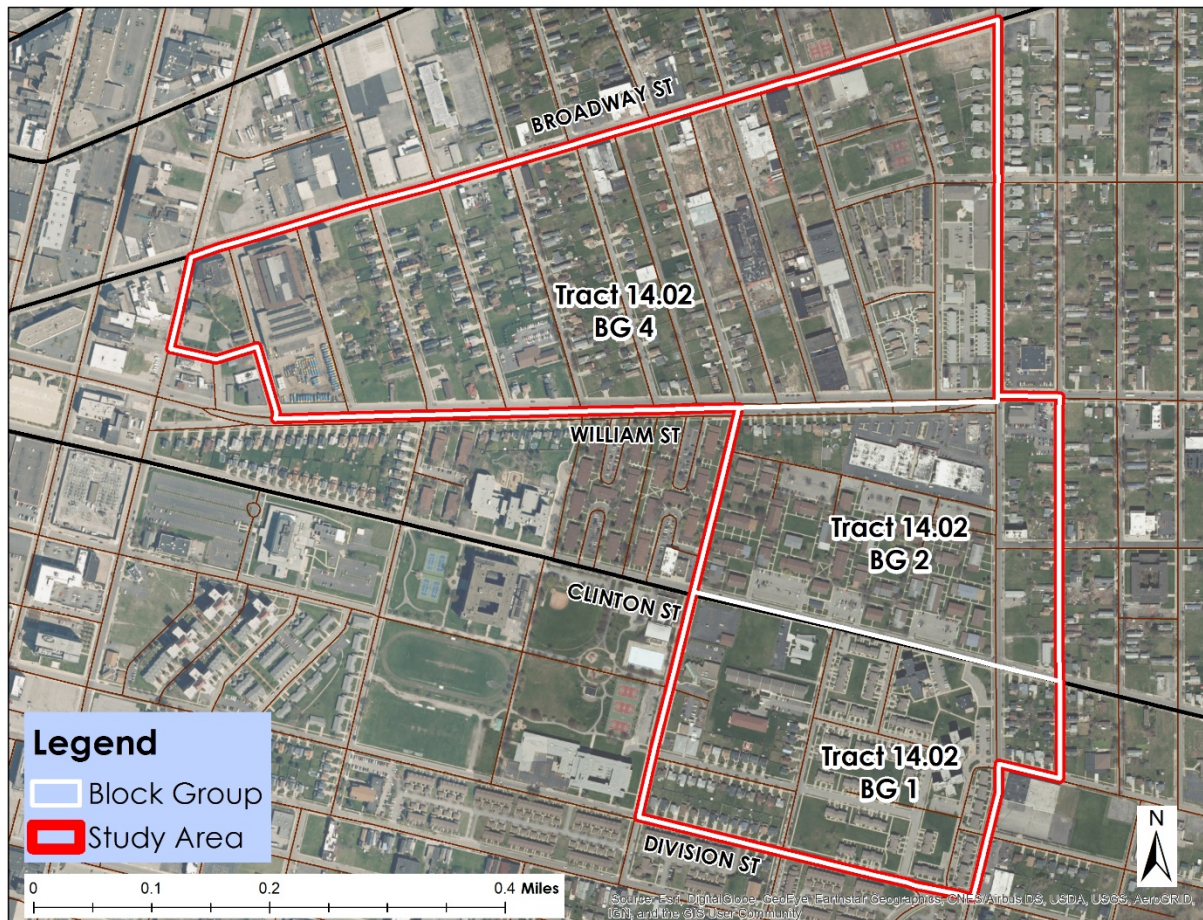 BROADWAY ST
Tract 14.02
BG 4
WILLIAM ST
Tract 14.02
BG 2
CLINTON ST
Tract 14.02
BG 1
DIVISION ST
Legend
Block Group
Study Area
0 0.1 0.2 0.4 Miles
N
Source: Esri, DigitalGlobe, GeoEye, Earthstar Geographics, CNES/Airbus DS, USDA, USGS, AeroGRID,
IGN, and the GIS User Community